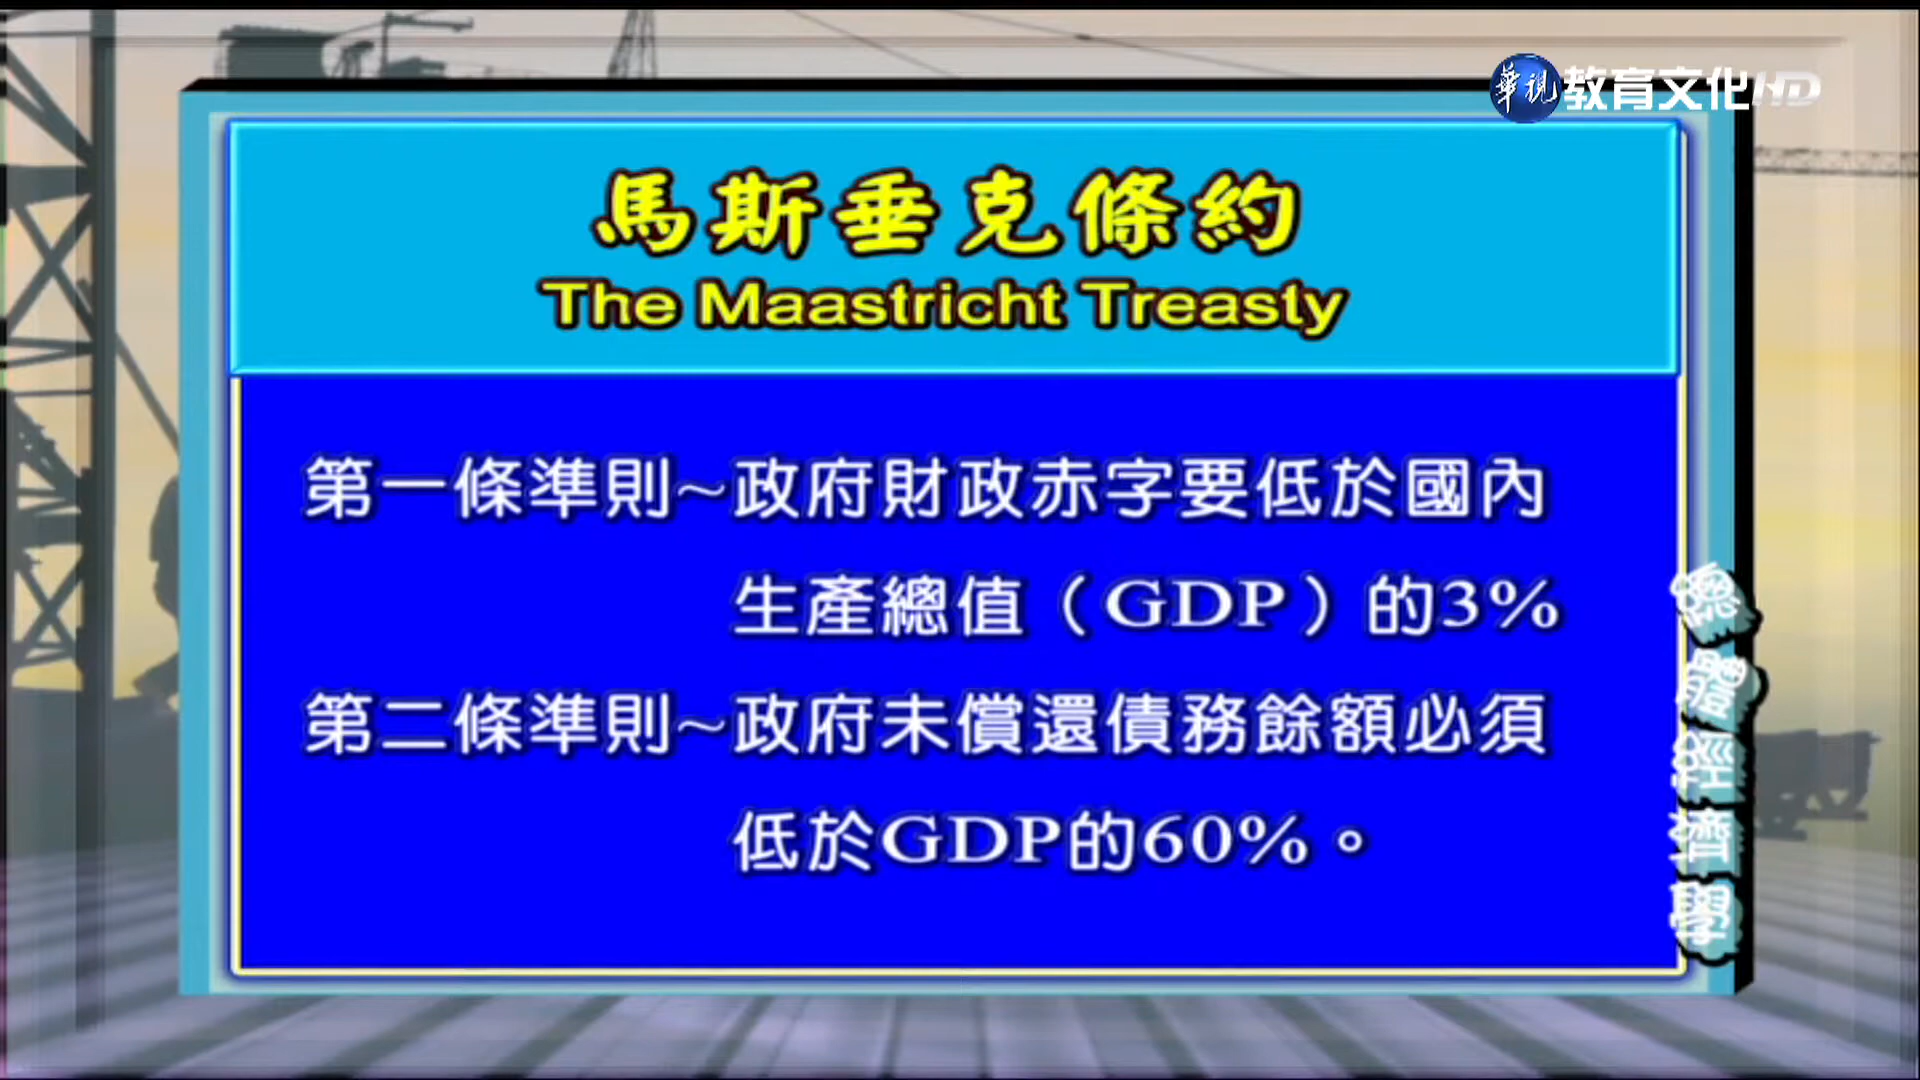 華視 教育文化HD
馬斯垂克條約
The Maastricht Treasty
第一條準則~政府財政赤字要低於國內
生產總值（GDP）的3%
第二條準則~政府未償還債務餘額必須
低於GDP的60%。
總體經濟學